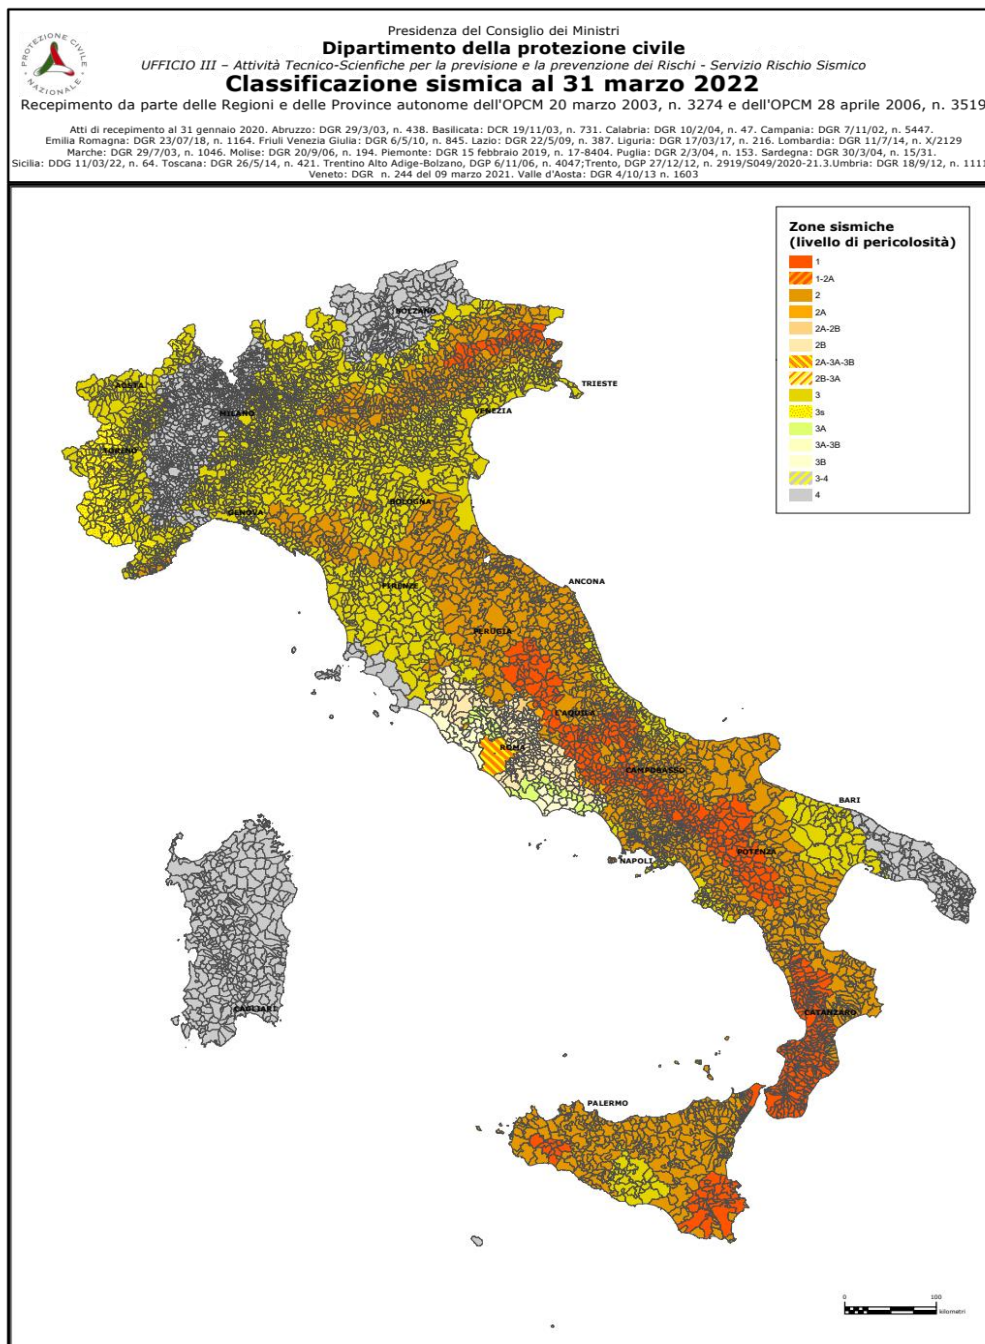 PROTEZIONE CIVILE
NAZIONALE
Presidenza del Consiglio dei Ministri
Dipartimento della protezione civile
UFFICIO III – Attività Tecnico-Scienfiche per la previsione e la prevenzione dei Rischi - Servizio Rischio Sismico
Classificazione sismica al 31 marzo 2022
Recepimento da parte delle Regioni e delle Province autonome dell'OPCM 20 marzo 2003, n. 3274 e dell'OPCM 28 aprile 2006, n. 3519
Atti di recepimento al 31 gennaio 2020. Abruzzo: DGR 29/3/03, n. 438. Basilicata: DCR 19/11/03, n. 731. Calabria: DGR 10/2/04, n. 47. Campania: DGR 7/11/02, n. 5447.
Emilia Romagna: DGR 23/07/18, n. 1164. Friuli Venezia Giulia: DGR 6/5/10, n. 845. Lazio: DGR 22/5/09, n. 387. Liguria: DGR 17/03/17, n. 216. Lombardia: DGR 11/7/14, n. X/2129
Marche: DGR 29/7/03, n. 1046. Molise: DGR 20/9/06, n. 194. Piemonte: DGR 15 febbraio 2019, n. 17-8404. Puglia: DGR 2/3/04, n. 153. Sardegna: DGR 30/3/04, n. 15/31.
Sicilia: DDG 11/03/22, n. 64. Toscana: DGR 26/5/14, n. 421. Trentino Alto Adige-Bolzano, DGP 6/11/06, n. 4047;Trento, DGP 27/12/12, n. 2919/S049/2020-21.3.Umbria: DGR 18/9/12, n. 1111
Veneto: DGR n. 244 del 09 marzo 2021. Valle d'Aosta: DGR 4/10/13 n. 1603
Zone sismiche
(livello di pericolosità)
1
1-2A
2
2A
2A-2B
2B
2A-3A-3B
2B-3A
3
3s
3A
3A-3B
3B
3-4
4
BOLZANO
AOSTA
TRIESTE
MILANO
VENEZIA
TORINO
BOLOGNA
GENOVA
ANCONA
FIRENZE
PERUGIA
L'AQUILA
ROMA
CAMPOBASSO
BARI
POTENZA
NAPOLI
CAGLIARI
CATANZARO
PALERMO
0
100
kilometri